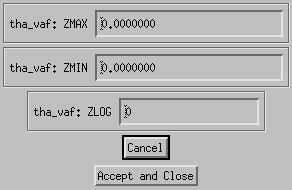 tha_vaf: ZMAX 0.0000000
tha_vaf: ZMIN 0.0000000
tha_vaf: ZLOG 0
Cancel
Accept and Close